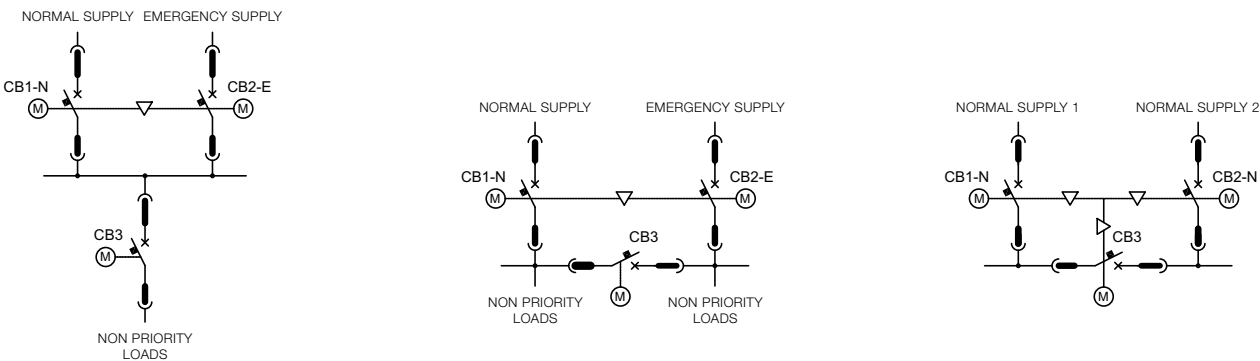 NORMAL SUPPLY EMERGENCY SUPPLY
CB1-N CB2-E
M M
CB3
M
NON PRIORITY
LOADS
NORMAL SUPPLY EMERGENCY SUPPLY
CB1-N CB2-E
M M
CB3
M
NON PRIORITY
LOADS
NON PRIORITY
LOADS
NORMAL SUPPLY 1 NORMAL SUPPLY 2
CB1-N CB2-N
M M
CB3
M